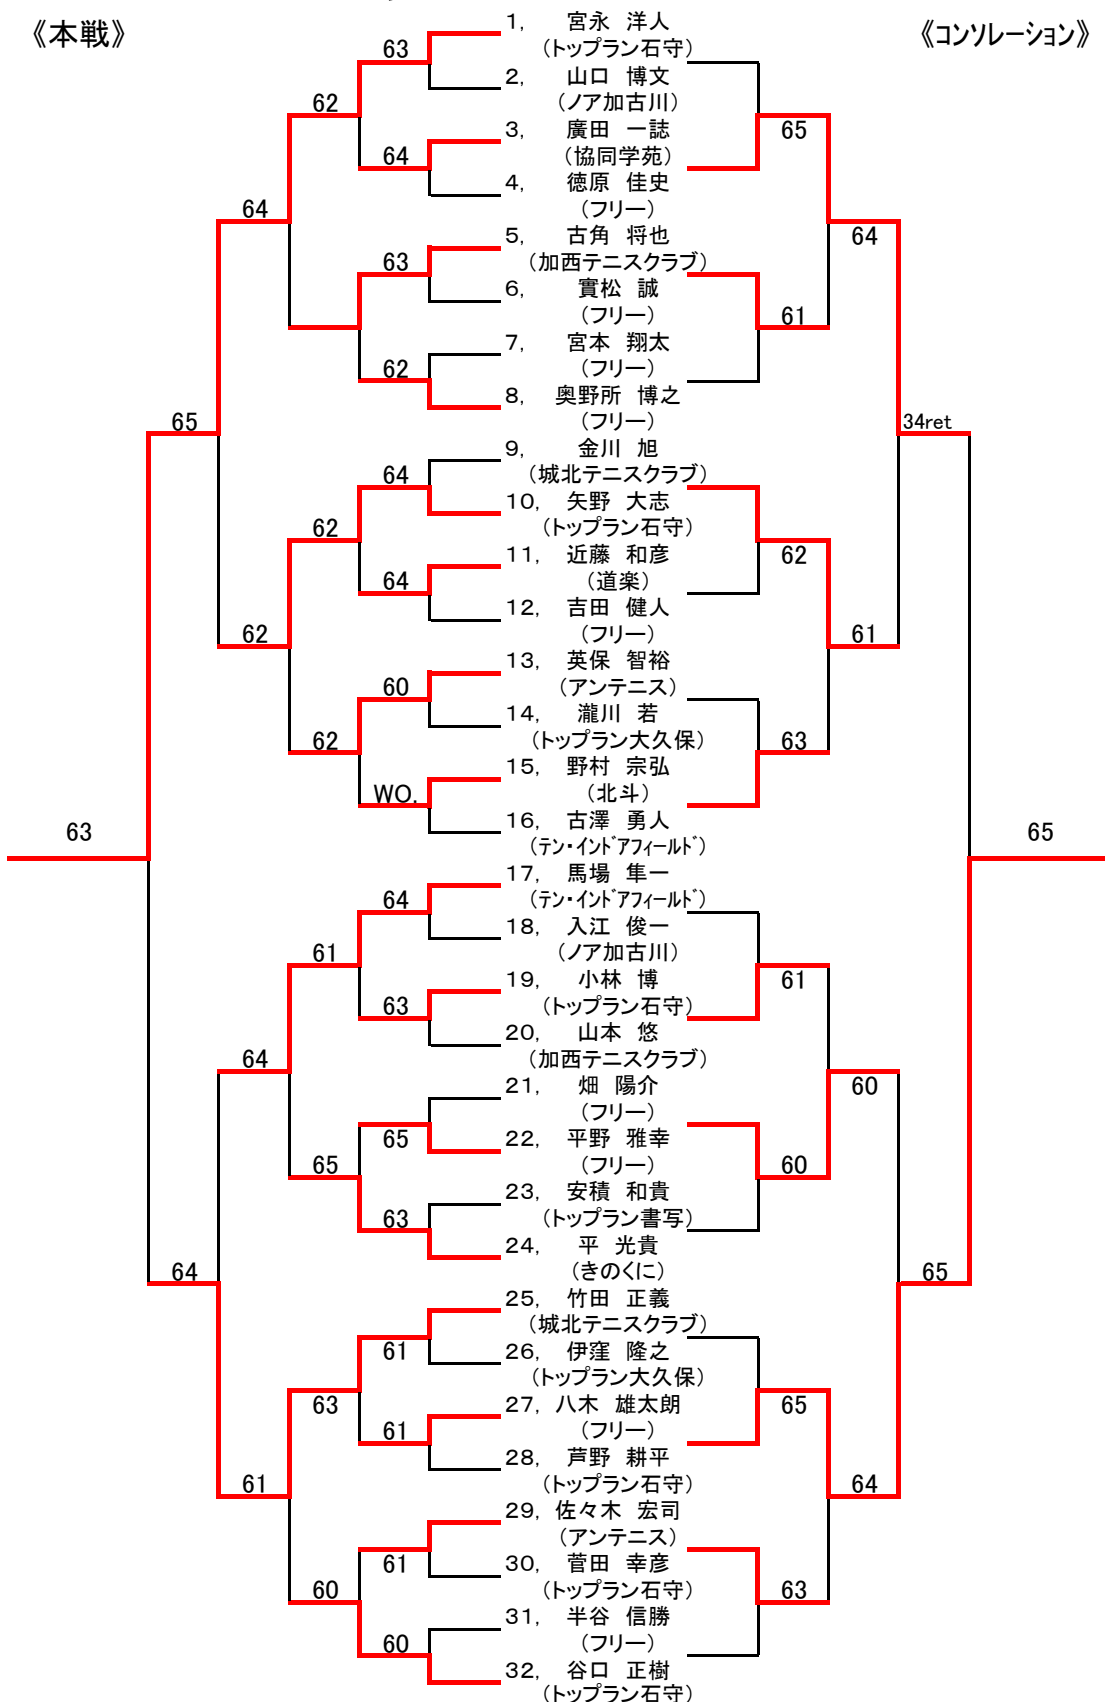 《本戦》
《コンソレーション》
1, 宮永 洋人
(トップラン石守)
63
2, 山口 博文
(ノア加古川)
62
3, 廣田 一誌
65
(協同学苑)
64
4, 徳原 佳史
(フリー)
64
5, 古角 将也
64
(加西テニスクラブ)
63
6, 實松 誠
(フリー)
61
7, 宮本 翔太
(フリー)
62
8, 奥野所 博之
(フリー)
65
34ret
9, 金川 旭
(城北テニスクラブ)
64
10, 矢野 大志
(トップラン石守)
62
11, 近藤 和彦
62
(道楽)
64
12, 吉田 健人
(フリー)
62
61
13, 英保 智裕
(アンテニス)
60
14, 瀧川 若
(トップラン大久保)
62
63
15, 野村 宗弘
(北斗)
WO.
16, 古澤 勇人
(テン・インドアフィールド)
63
65
17, 馬場 隼一
(テン・インドアフィールド)
64
18, 入江 俊一
(ノア加古川)
61
19, 小林 博
61
(トップラン石守)
63
20, 山本 悠
(加西テニスクラブ)
64
21, 畑 陽介
60
(フリー)
65
22, 平野 雅幸
(フリー)
65
60
23, 安積 和貴
(トップラン書写)
63
24, 平 光貴
(きのくに)
64
65
25, 竹田 正義
(城北テニスクラブ)
61
26, 伊窪 隆之
(トップラン大久保)
63
27, 八木 雄太朗
65
(フリー)
61
28, 芦野 耕平
(トップラン石守)
61
64
29, 佐々木 宏司
(アンテニス)
61
30, 菅田 幸彦
(トップラン石守)
60
63
31, 半谷 信勝
(フリー)
60
32, 谷口 正樹
(トップラン石守)